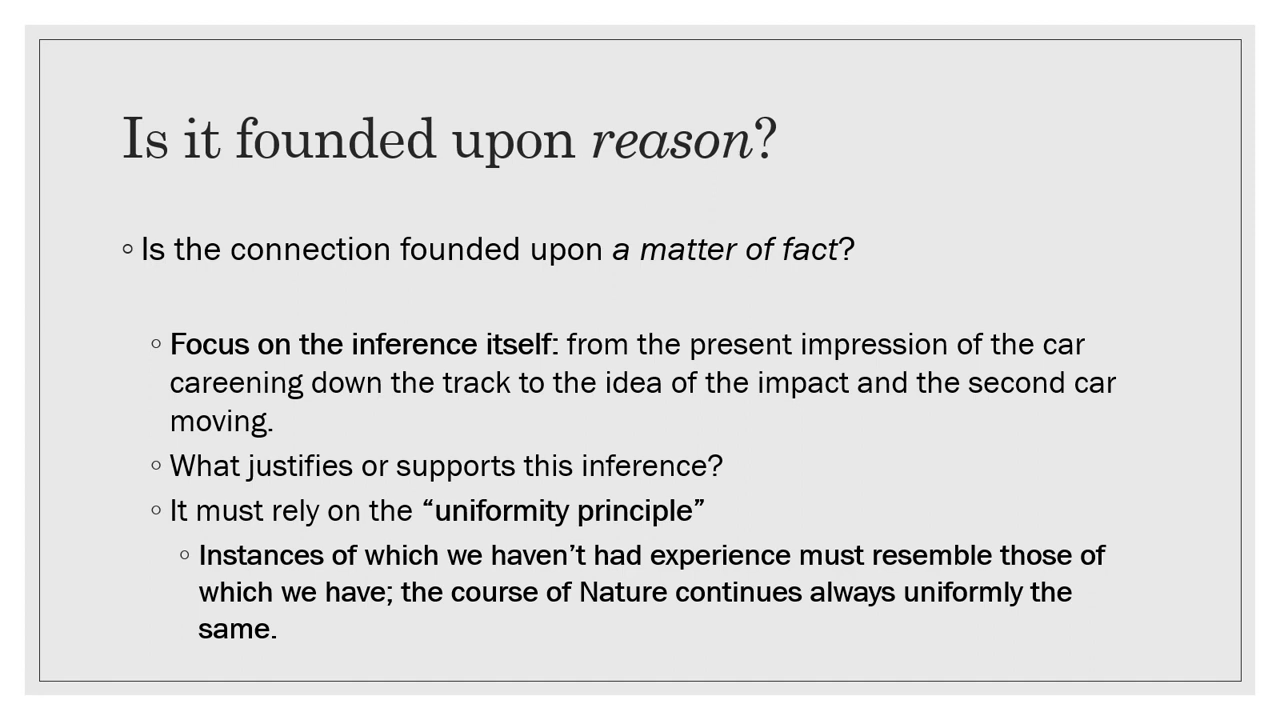 Is it founded upon reason?
◦ Is the connection founded upon a matter of fact?
◦ Focus on the inference itself: from the present impression of the car
careening down the track to the idea of the impact and the second car
moving.
◦ What justifies or supports this inference?
◦ It must rely on the “uniformity principle”
◦ Instances of which we haven’t had experience must resemble those of
which we have; the course of Nature continues always uniformly the
same.